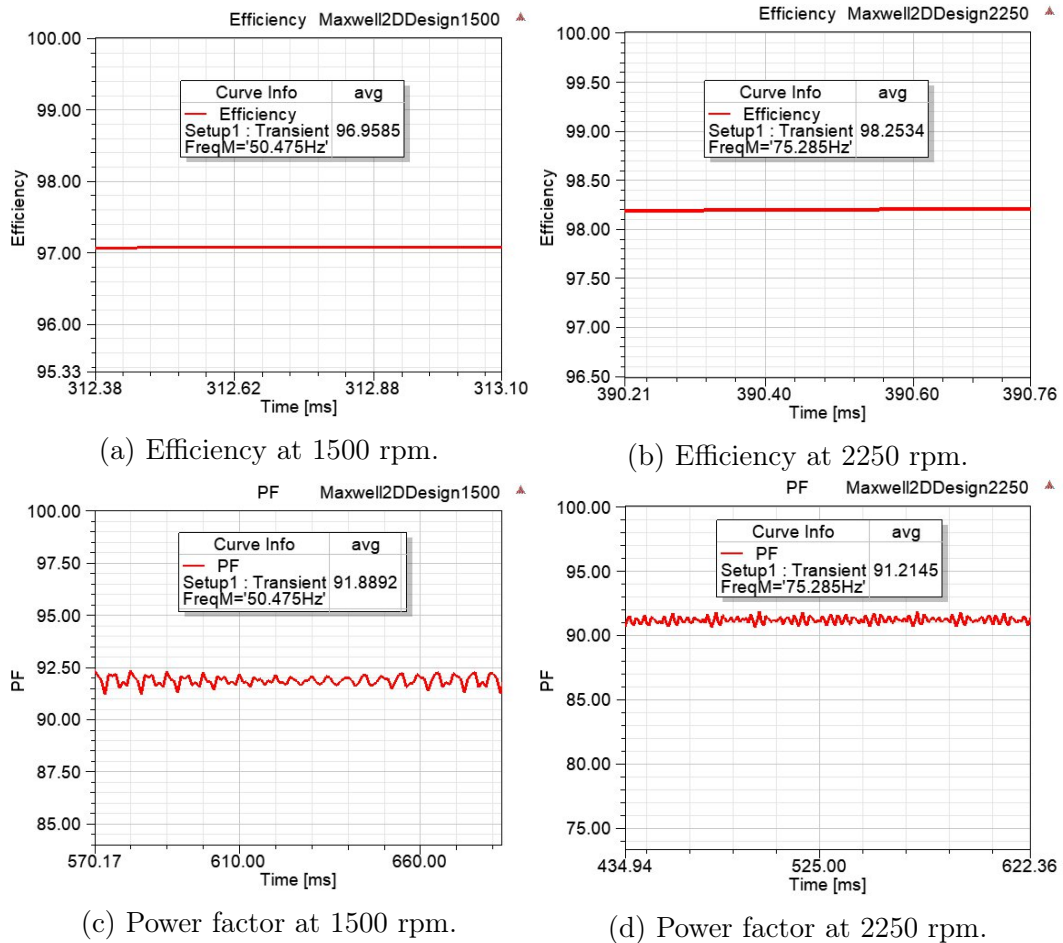 Efficiency Maxwell2DDesign1500
100.00
99.00
98.00
97.00
96.00
95.33
Efficiency
Curve Info avg
Efficiency
Setup1 : Transient 96.9585
FreqM='50.475Hz'
312.38 312.62 312.88 313.10
Time [ms]
(a) Efficiency at 1500 rpm.
Efficiency Maxwell2DDesign2250
100.00
99.50
99.00
98.50
98.00
97.50
97.00
96.50
Efficiency
Curve Info avg
Efficiency
Setup1 : Transient 98.2534
FreqM='75.285Hz'
390.21 390.40 390.60 390.76
Time [ms]
(b) Efficiency at 2250 rpm.
PF Maxwell2DDesign1500
100.00
97.50
95.00
92.50
90.00
87.50
85.00
PF
Curve Info avg
PF
Setup1 : Transient 91.8892
FreqM='50.475Hz'
570.17 610.00 660.00
Time [ms]
(c) Power factor at 1500 rpm.
PF Maxwell2DDesign2250
100.00
95.00
90.00
85.00
80.00
75.00
PF
Curve Info avg
PF
Setup1 : Transient 91.2145
FreqM='75.285Hz'
434.94 525.00 622.36
Time [ms]
(d) Power factor at 2250 rpm.